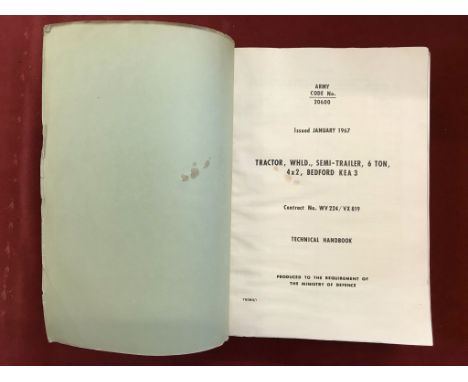 ARMY
CODE No.
20600
Issued JANUARY 1967
TRACTOR, WHLD., SEMI-TRAILER, 6 TON,
4x2, BEDFORD KEA 3
Contract No. WV 224/VX 819
TECHNICAL HANDBOOK
PRODUCED TO THE REQUIREMENT OF
THE MINISTRY OF DEFENCE